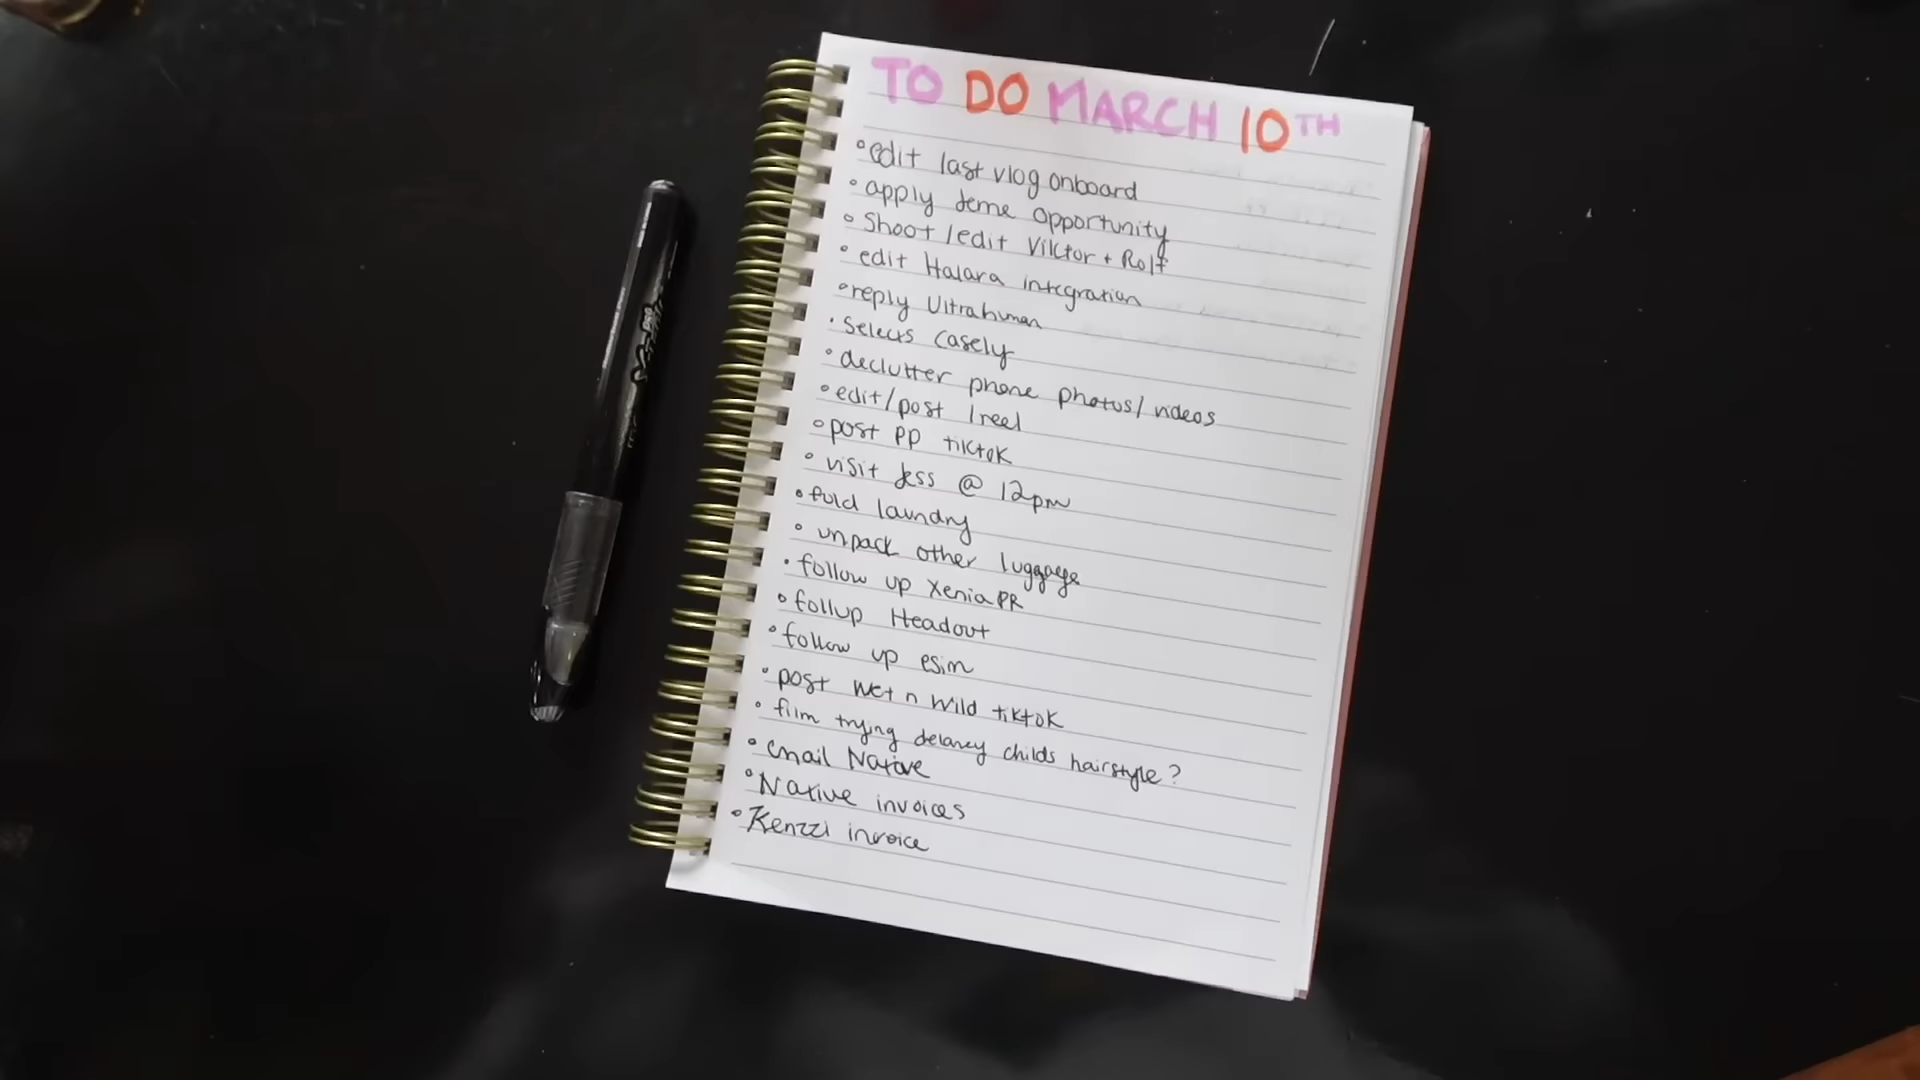 TO DO MARCH 10TH
• edit last vlog onboard
• apply Jeme opportunity
• Shoot/edit Viktor + Rolf
• edit Halara integration
• reply Ultrahuman
• Selects Casely
• declutter phone photos/videos
• edit/post 1 reel
• post PP tiktok
• visit Jess @ 12pm
• fold laundry
• unpack other luggage
• follow up Xenia PR
• follup Headout
• follow up esim
• post wet n wild tiktok
• film trying delaney childs hairstyle?
• email Native
• Native invoices
• Kenzzi invoice